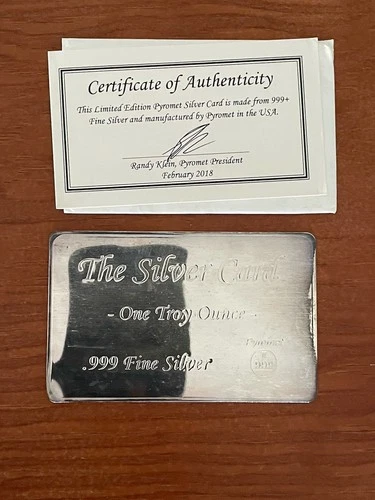 Certificate of Authenticity
This Limited Edition Pyromet Silver Card is made from 999+
Fine Silver and manufactured by Pyromet in the USA.
Randy Klein, Pyromet President
February 2018
The Silver Card
- One Troy Ounce -
Pyromet
.999 Fine Silver
999